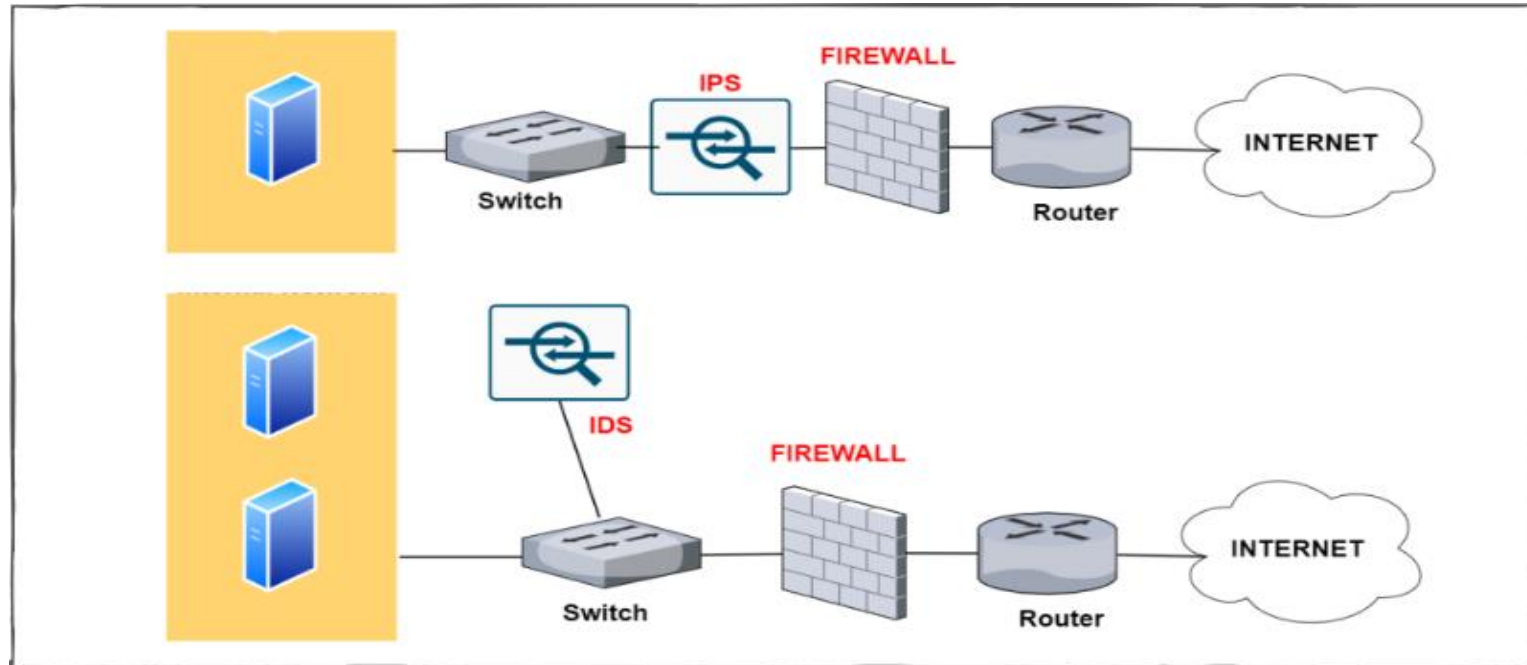 FIREWALL
IPS
INTERNET
Switch
Router
IDS
FIREWALL
INTERNET
Switch
Router